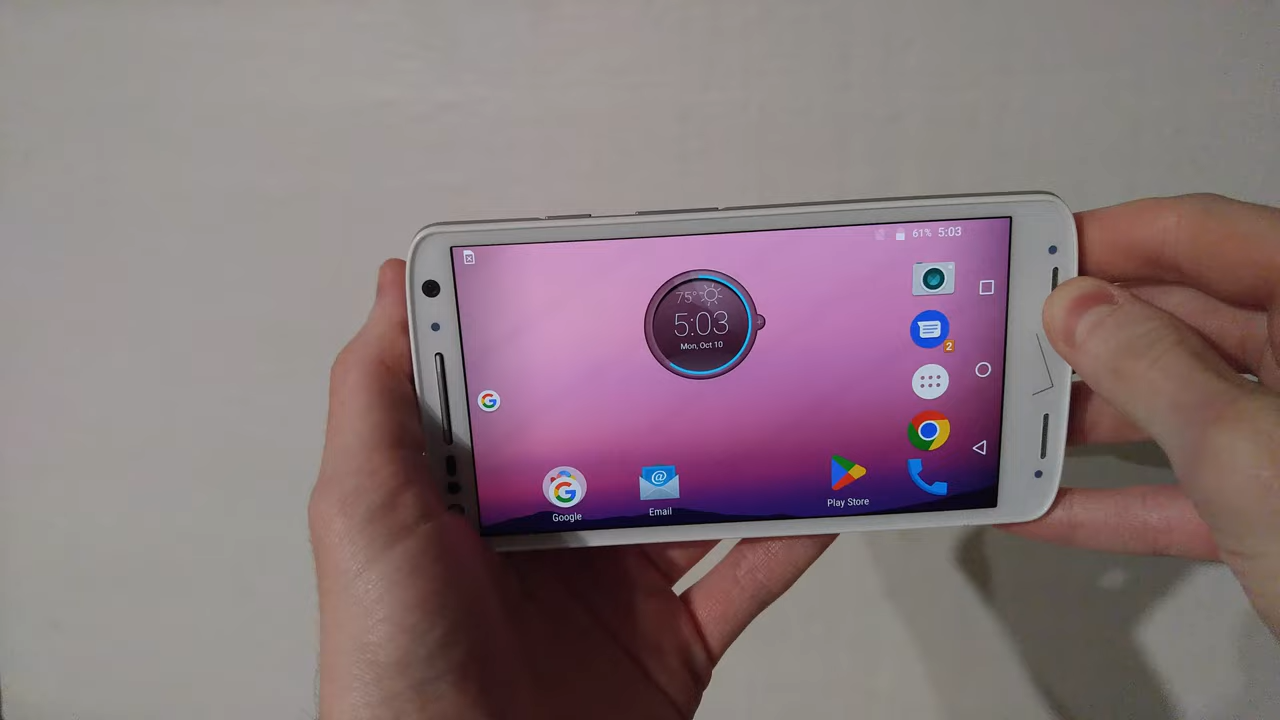 61% 5:03
75°
5:03
Mon, Oct 10
2
Google
Email
Play Store